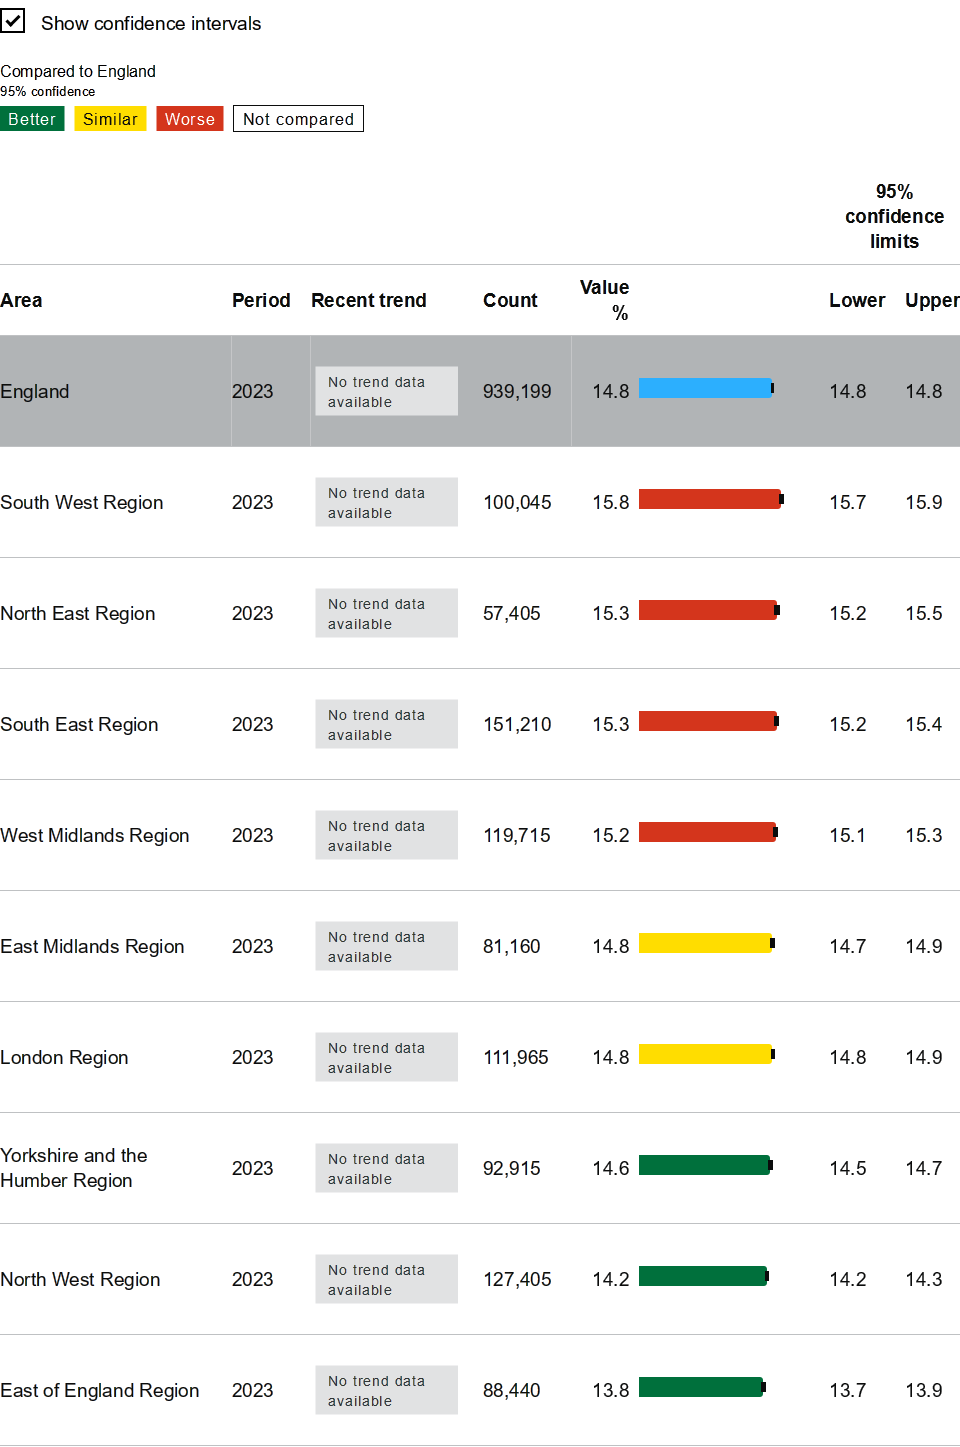 Show confidence intervals
Compared to England
95% confidence
Better Similar Worse Not compared
95%
confidence
limits
Area Period Recent trend Count Value
% Lower Upper
England 2023 No trend data
available 939,199 14.8 14.8 14.8
South West Region 2023 No trend data
available 100,045 15.8 15.7 15.9
North East Region 2023 No trend data
available 57,405 15.3 15.2 15.5
South East Region 2023 No trend data
available 151,210 15.3 15.2 15.4
West Midlands Region 2023 No trend data
available 119,715 15.2 15.1 15.3
East Midlands Region 2023 No trend data
available 81,160 14.8 14.7 14.9
London Region 2023 No trend data
available 111,965 14.8 14.8 14.9
Yorkshire and the
Humber Region 2023 No trend data
available 92,915 14.6 14.5 14.7
North West Region 2023 No trend data
available 127,405 14.2 14.2 14.3
East of England Region 2023 No trend data
available 88,440 13.8 13.7 13.9